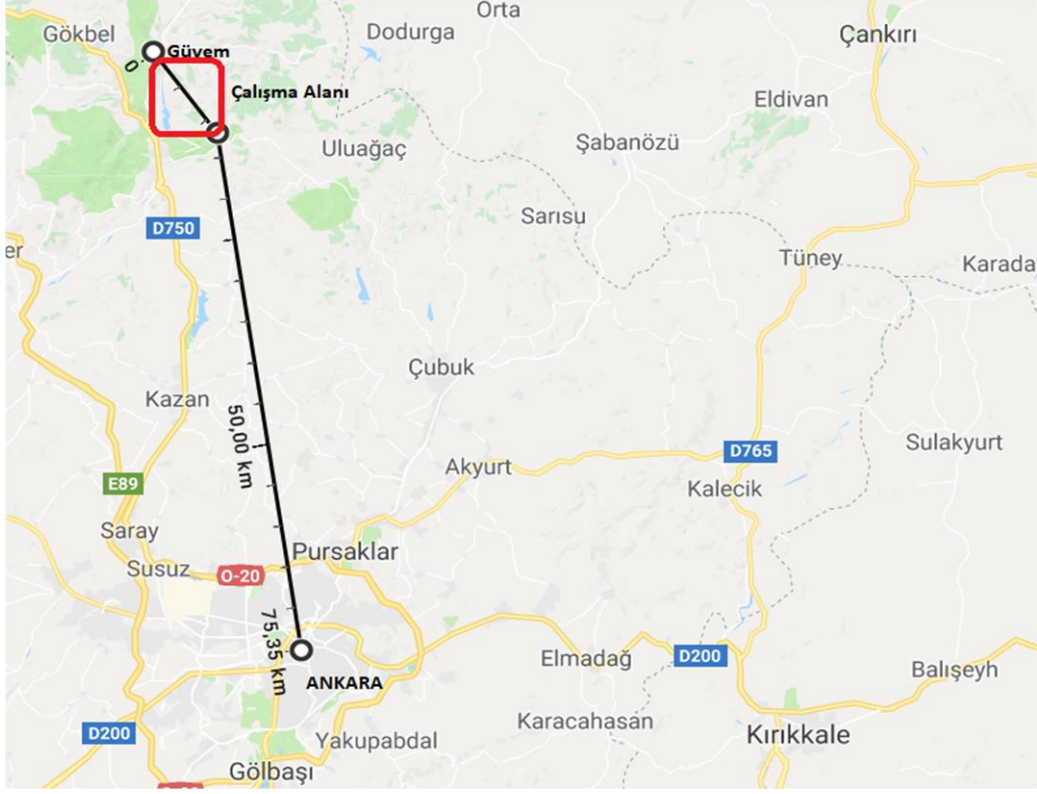 Orta
Gökbel
Dodurga
Çankırı
Güvem
0
Çalışma Alanı
Eldivan
Uluağaç
Şabanözü
Sarısu
D750
er
Tüney
Karada
Çubuk
Kazan
50,00 km
Sulakyurt
D765
Akyurt
E89
Kalecik
Saray
Pursaklar
Susuz
O-20
75,35 km
Elmadağ
D200
Balışeyh
ANKARA
Karacahasan
D200
Yakupabdal
Kırıkkale
Gölbaşı